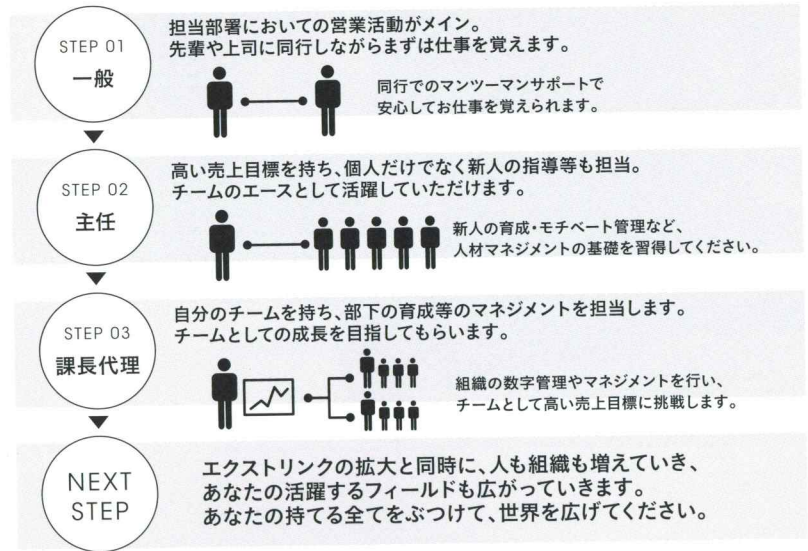 STEP 01
一般
担当部署においての営業活動がメイン。
先輩や上司に同行しながらまずは仕事を覚えます。
同行でのマンツーマンサポートで
安心してお仕事を覚えられます。
STEP 02
主任
高い売上目標を持ち、個人だけでなく新人の指導等も担当。
チームのエースとして活躍していただけます。
新人の育成・モチベート管理など、
人材マネジメントの基礎を習得してください。
STEP 03
課長代理
自分のチームを持ち、部下の育成等のマネジメントを担当します。
チームとしての成長を目指してもらいます。
組織の数字管理やマネジメントを行い、
チームとして高い売上目標に挑戦します。
NEXT
STEP
エクストリンクの拡大と同時に、人も組織も増えていき、
あなたの活躍するフィールドも広がっていきます。
あなたの持てる全てをぶつけて、世界を広げてください。